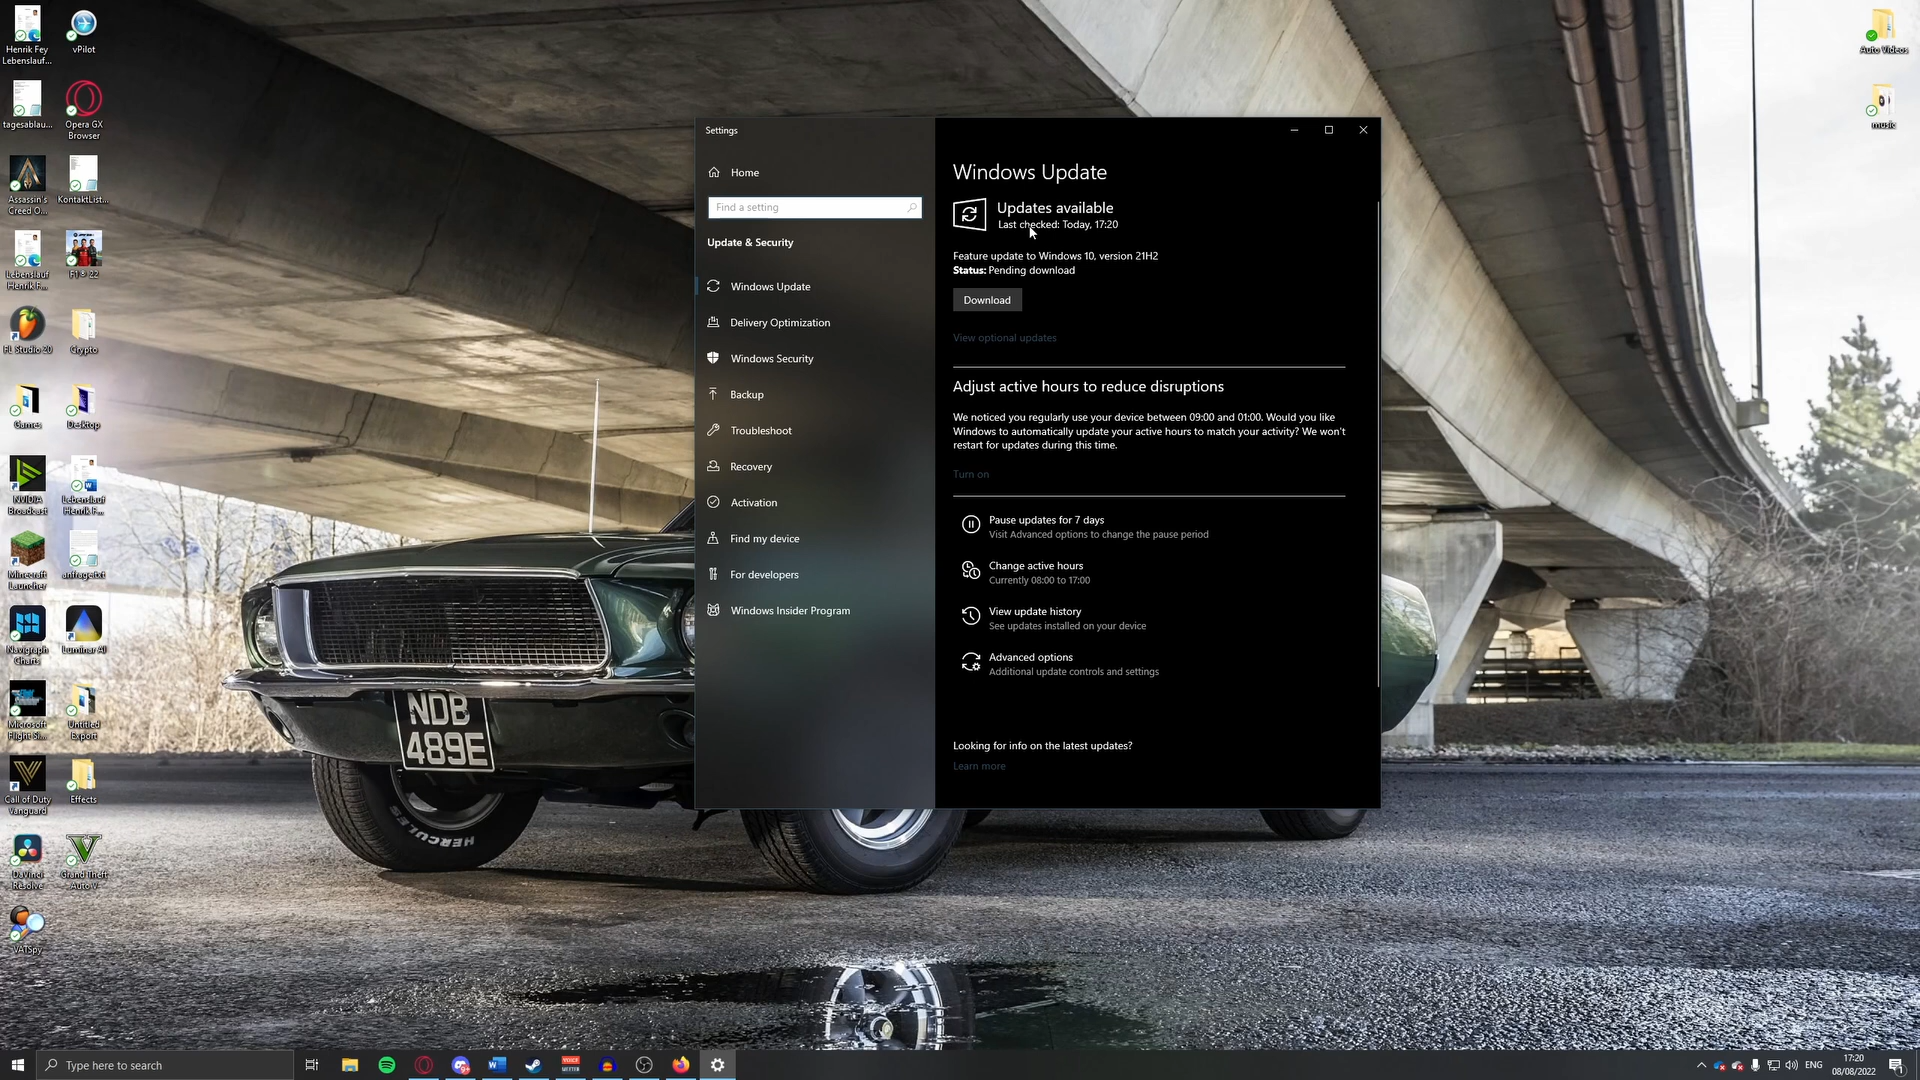 Henrik Fey
Lebenslauf...
vPilot
tagesablau...
Opera GX
Browser
Assassin's
Creed O...
KontaktList...
Lebenslauf
Henrik F...
F1® 22
FL Studio 20
Crypto
Games
Desktop
NVIDIA
Broadcast
Lebenslauf
Henrik F...
Minecraft
Launcher
anfragetxt
Navigraph
Charts
Luminar AI
Microsoft
Flight Si...
Untitled
Export
Call of Duty
Vanguard
Effects
DaVinci
Resolve
Grand Theft
Auto V
VATSpy
Auto Videos
music
NDB
489E
HERCULES
Settings
Home
Find a setting
Update & Security
Windows Update
Delivery Optimization
Windows Security
Backup
Troubleshoot
Recovery
Activation
Find my device
For developers
Windows Insider Program
Windows Update
Updates available
Last checked: Today, 17:20
Feature update to Windows 10, version 21H2
Status: Pending download
Download
View optional updates
Adjust active hours to reduce disruptions
We noticed you regularly use your device between 09:00 and 01:00. Would you like
Windows to automatically update your active hours to match your activity? We won't
restart for updates during this time.
Turn on
Pause updates for 7 days
Visit Advanced options to change the pause period
Change active hours
Currently 08:00 to 17:00
View update history
See updates installed on your device
Advanced options
Additional update controls and settings
Looking for info on the latest updates?
Learn more
Type here to search
ENG
17:20
08/08/2022